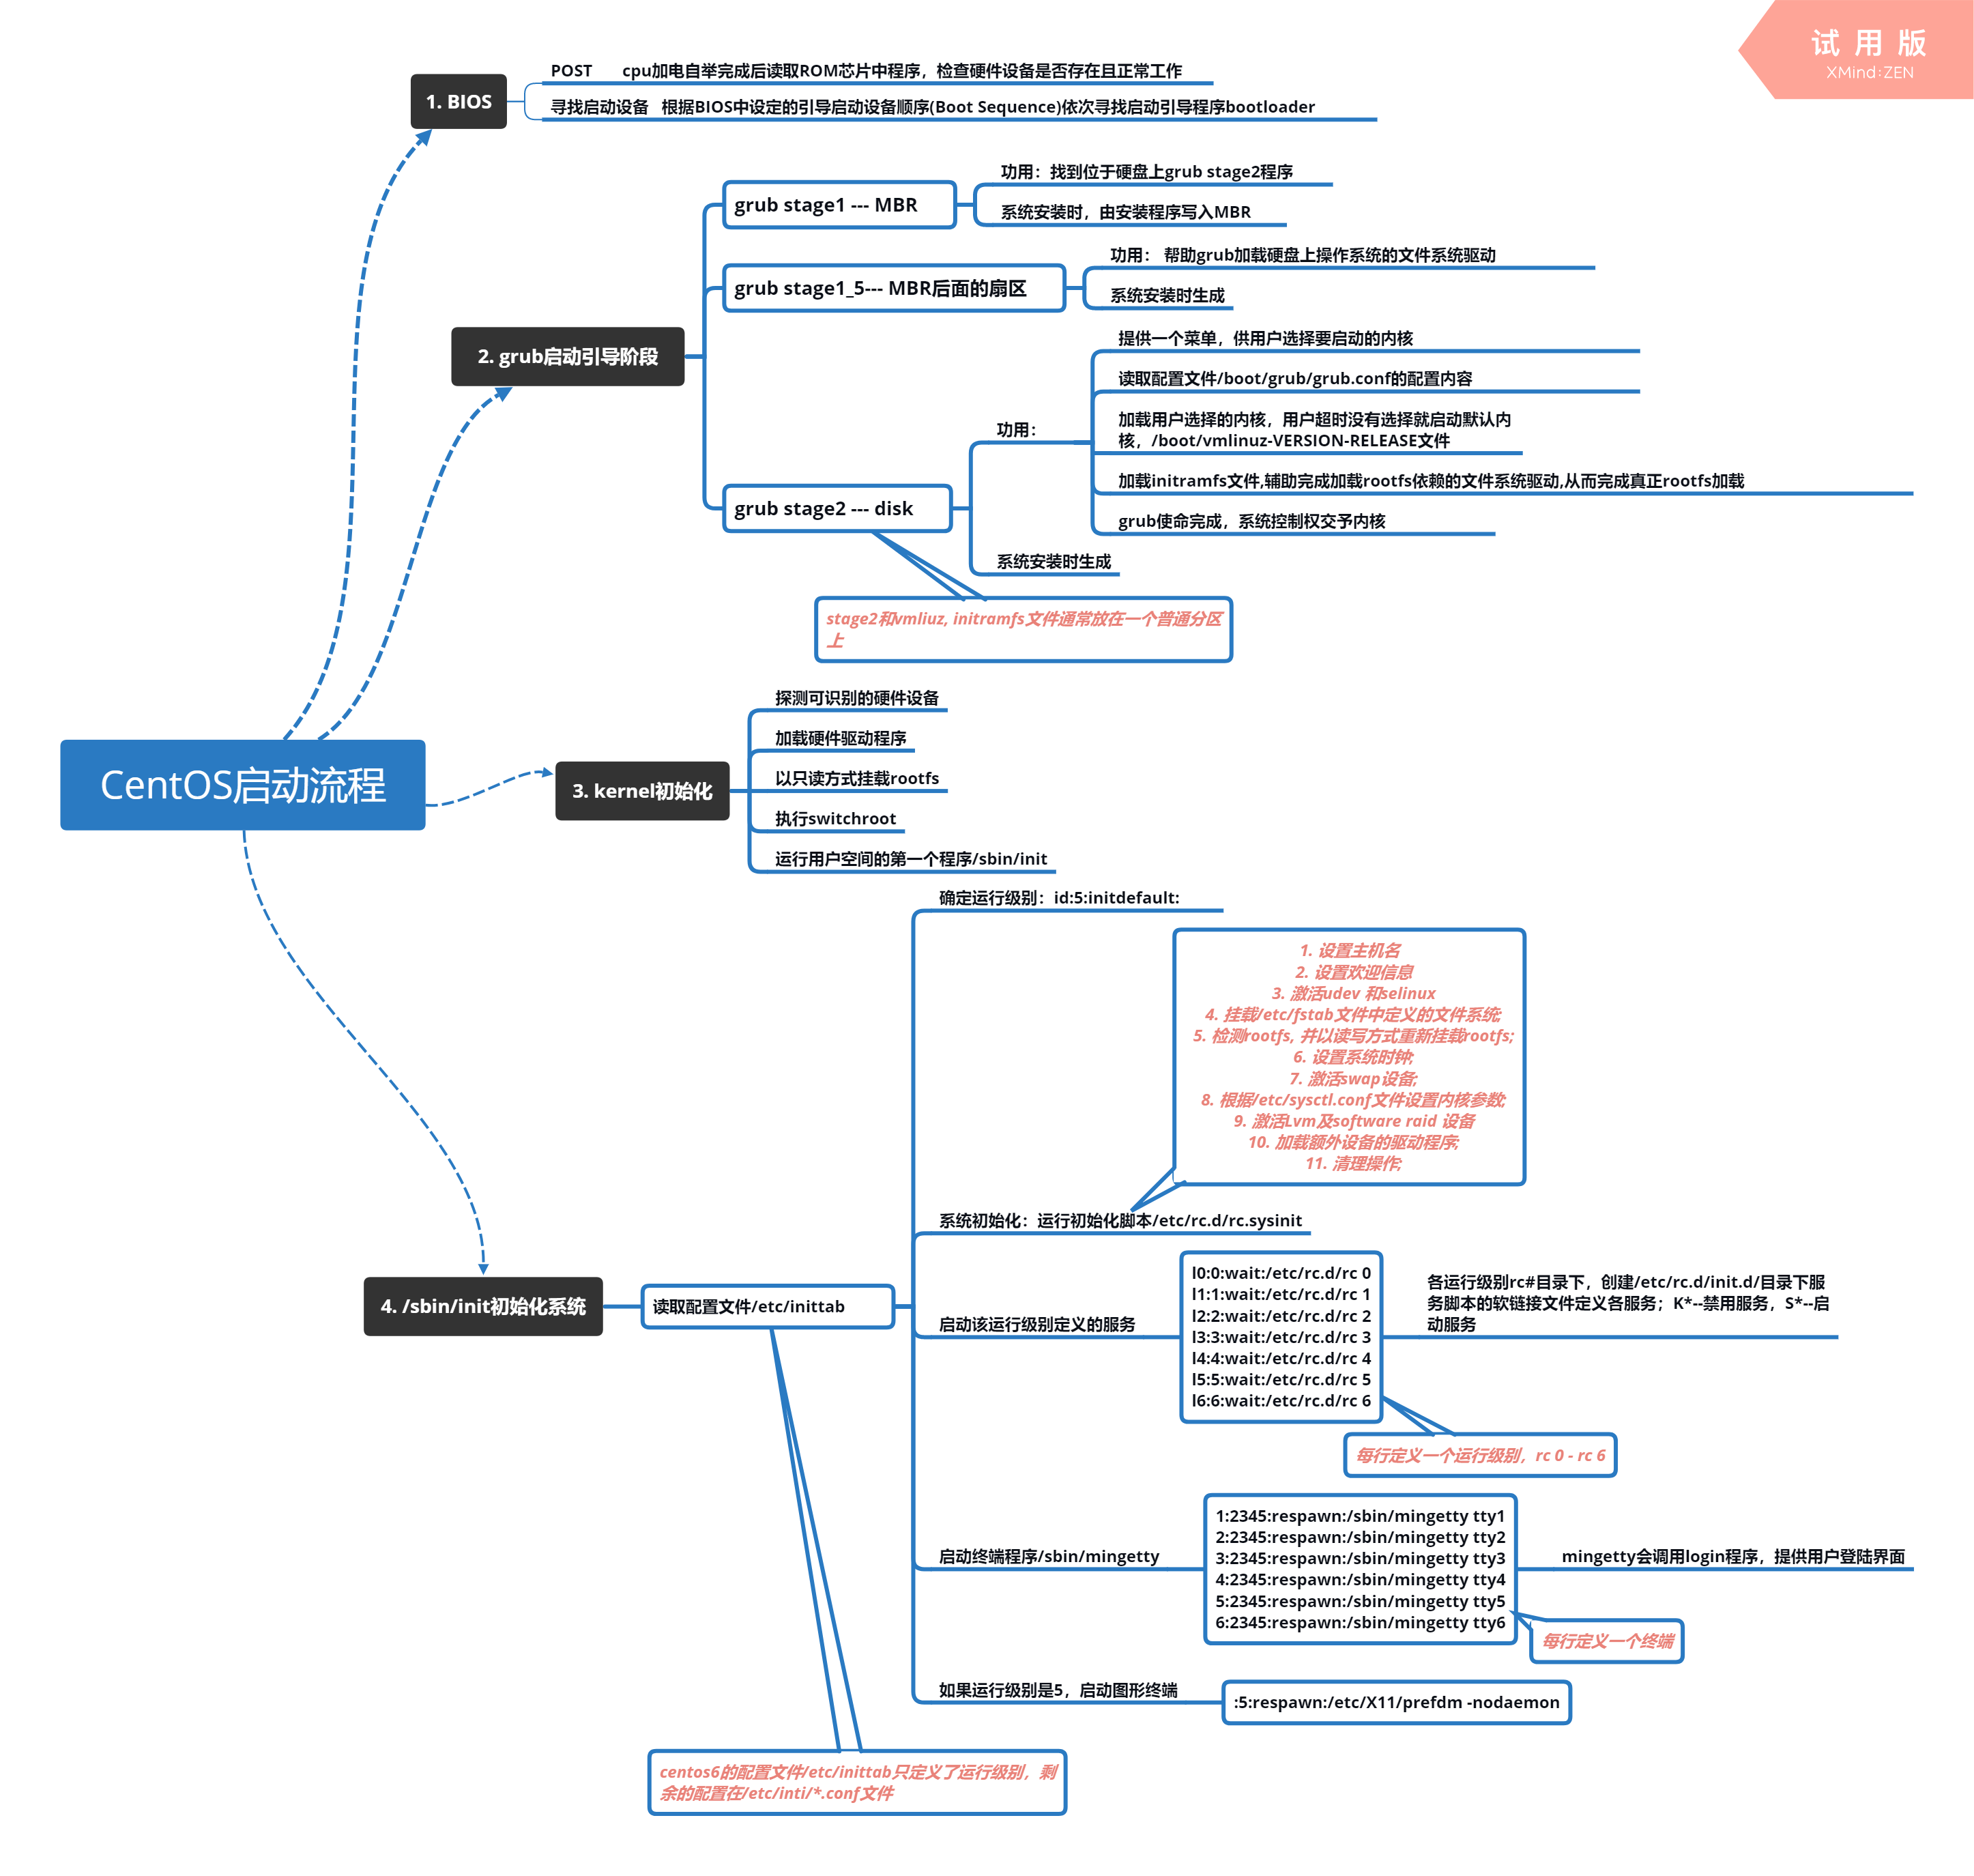 试 用 版
XMind:ZEN
1. BIOS
POST cpu加电自举完成后读取ROM芯片中程序，检查硬件设备是否存在且正常工作
寻找启动设备 根据BIOS中设定的引导启动设备顺序(Boot Sequence)依次寻找启动引导程序bootloader
2. grub启动引导阶段
grub stage1 --- MBR
功用：找到位于硬盘上grub stage2程序
系统安装时，由安装程序写入MBR
grub stage1_5--- MBR后面的扇区
功用： 帮助grub加载硬盘上操作系统的文件系统驱动
系统安装时生成
grub stage2 --- disk
功用：
提供一个菜单，供用户选择要启动的内核
读取配置文件/boot/grub/grub.conf的配置内容
加载用户选择的内核，用户超时没有选择就启动默认内
核，/boot/vmlinuz-VERSION-RELEASE文件
加载initramfs文件,辅助完成加载rootfs依赖的文件系统驱动,从而完成真正rootfs加载
grub使命完成，系统控制权交予内核
系统安装时生成
stage2和vmliuz, initramfs文件通常放在一个普通分区
上
CentOS启动流程
3. kernel初始化
探测可识别的硬件设备
加载硬件驱动程序
以只读方式挂载rootfs
执行switchroot
运行用户空间的第一个程序/sbin/init
4. /sbin/init初始化系统
读取配置文件/etc/inittab
确定运行级别：id:5:initdefault:
1. 设置主机名
2. 设置欢迎信息
3. 激活udev 和selinux
4. 挂载/etc/fstab文件中定义的文件系统;
5. 检测rootfs, 并以读写方式重新挂载rootfs;
6. 设置系统时钟;
7. 激活swap设备;
8. 根据/etc/sysctl.conf文件设置内核参数;
9. 激活Lvm及software raid 设备
10. 加载额外设备的驱动程序;
11. 清理操作;
系统初始化：运行初始化脚本/etc/rc.d/rc.sysinit
启动该运行级别定义的服务
l0:0:wait:/etc/rc.d/rc 0
l1:1:wait:/etc/rc.d/rc 1
l2:2:wait:/etc/rc.d/rc 2
l3:3:wait:/etc/rc.d/rc 3
l4:4:wait:/etc/rc.d/rc 4
l5:5:wait:/etc/rc.d/rc 5
l6:6:wait:/etc/rc.d/rc 6
各运行级别rc#目录下，创建/etc/rc.d/init.d/目录下服
务脚本的软链接文件定义各服务；K*--禁用服务，S*--启
动服务
每行定义一个运行级别，rc 0 - rc 6
启动终端程序/sbin/mingetty
1:2345:respawn:/sbin/mingetty tty1
2:2345:respawn:/sbin/mingetty tty2
3:2345:respawn:/sbin/mingetty tty3
4:2345:respawn:/sbin/mingetty tty4
5:2345:respawn:/sbin/mingetty tty5
6:2345:respawn:/sbin/mingetty tty6
mingetty会调用login程序，提供用户登陆界面
每行定义一个终端
如果运行级别是5，启动图形终端
:5:respawn:/etc/X11/prefdm -nodaemon
centos6的配置文件/etc/inittab只定义了运行级别，剩
余的配置在/etc/inti/*.conf文件